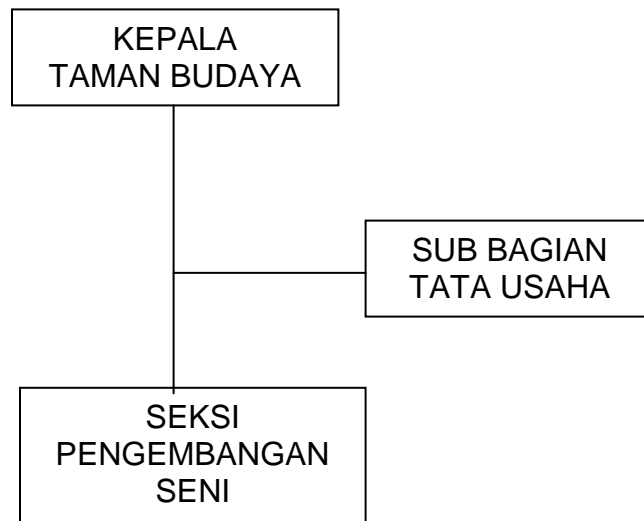 KEPALA
TAMAN BUDAYA
SUB BAGIAN
TATA USAHA
SEKSI
PENGEMBANGAN
SENI